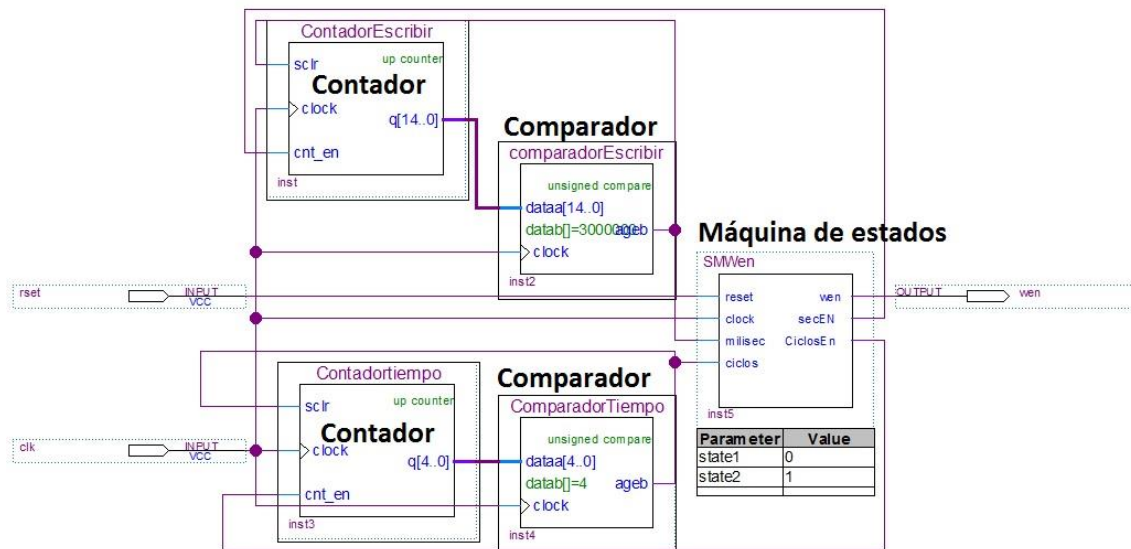 ContadorEscribir
up counter
sclr
Contador
clock
q[14..0]
cnt_en
inst
Comparador
comparadorEscribir
unsigned compare
dataa[14..0]
datab[]=3000000
ageb
clock
inst2
Máquina de estados
SMWen
reset
wen
clock
secEN
milisec
CiclosEn
ciclos
inst5
rset
INPUT
VCC
OUTPUT
wen
Parameter Value
state1 0
state2 1
Contadortiempo
up counter
sclr
Contador
clock
q[4..0]
cnt_en
inst3
Comparador
ComparadorTiempo
unsigned compare
dataa[4..0]
datab[]=4
ageb
clock
inst4
clk
INPUT
VCC